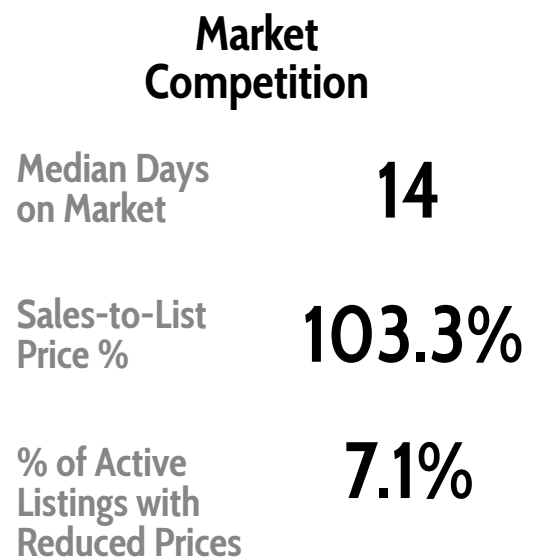 Market
Competition
Median Days
on Market
14
Sales-to-List
Price %
103.3%
% of Active
Listings with
Reduced Prices
7.1%